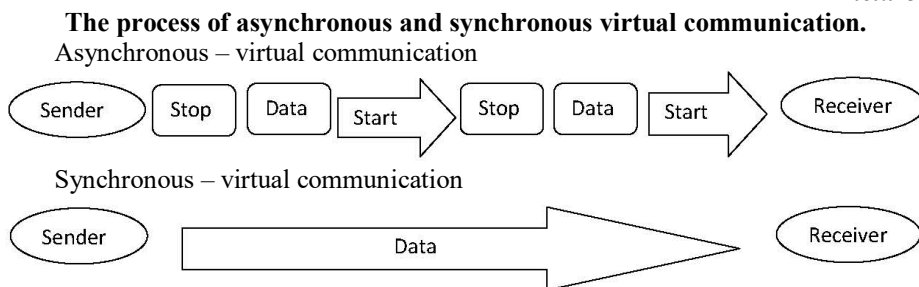 The process of asynchronous and synchronous virtual communication.
Asynchronous – virtual communication
Sender Stop Data Start Stop Data Start Receiver
Synchronous – virtual communication
Sender Data Receiver